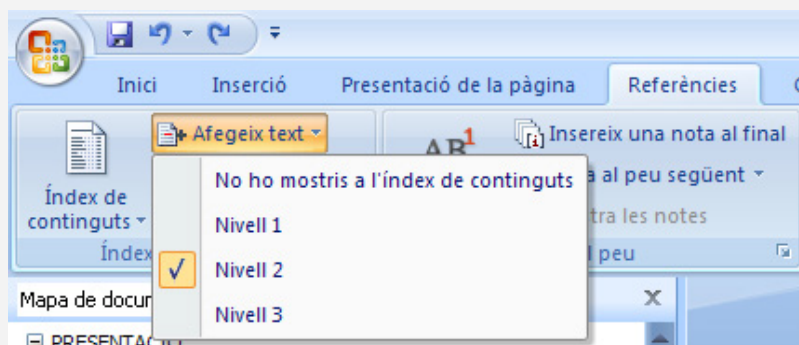 Inici Inserció Presentació de la pàgina Referències
Afegeix text
AB1
Insereix una nota al final
No ho mostris a l'índex de continguts
al peu següent
Índex de
continguts
Nivell 1
les notes
Índex
peu
Nivell 2
Mapa de
Nivell 3
PRESENTACIÓ